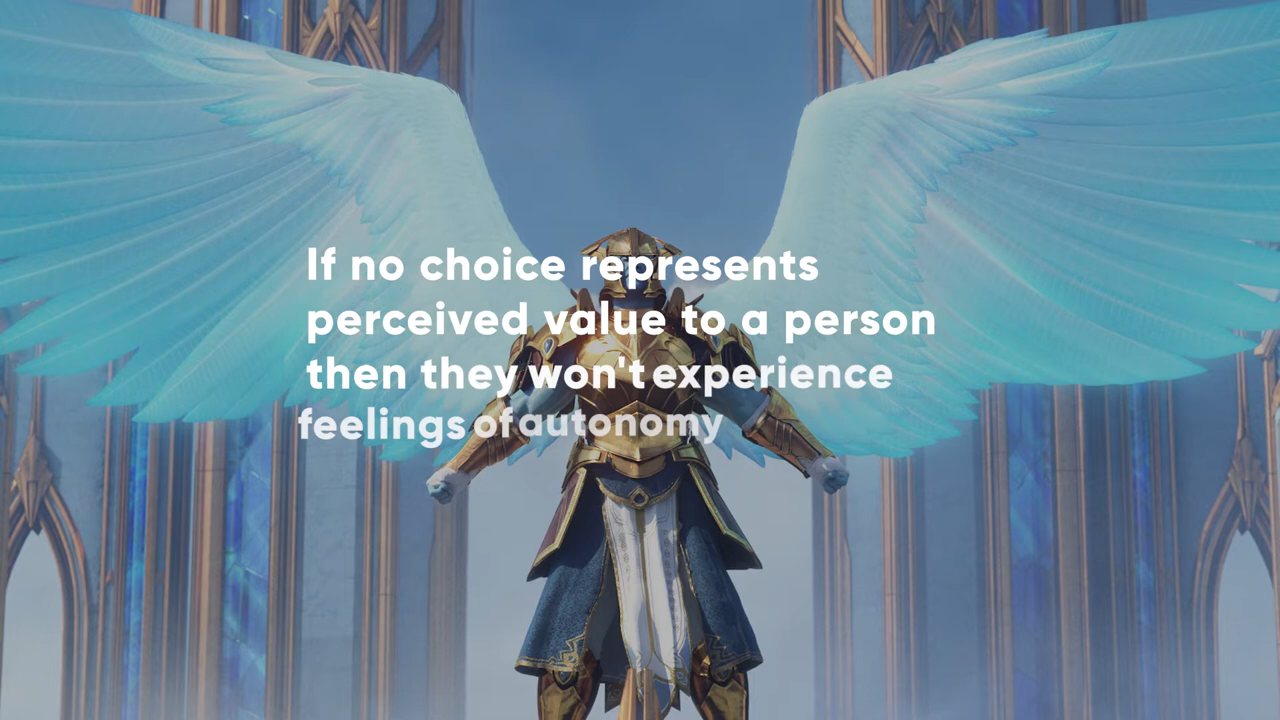 If no choice represents
perceived value to a person
then they won't experience
feelings of autonomy